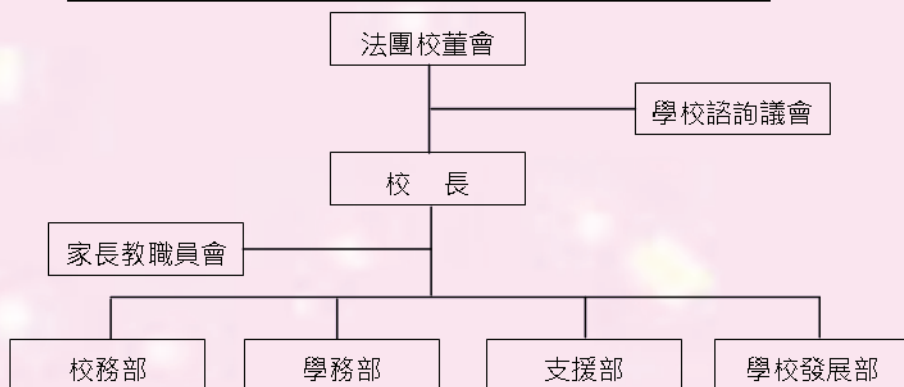 法團校董會
學校諮詢議會
校 長
家長教職員會
校務部
學務部
支援部
學校發展部